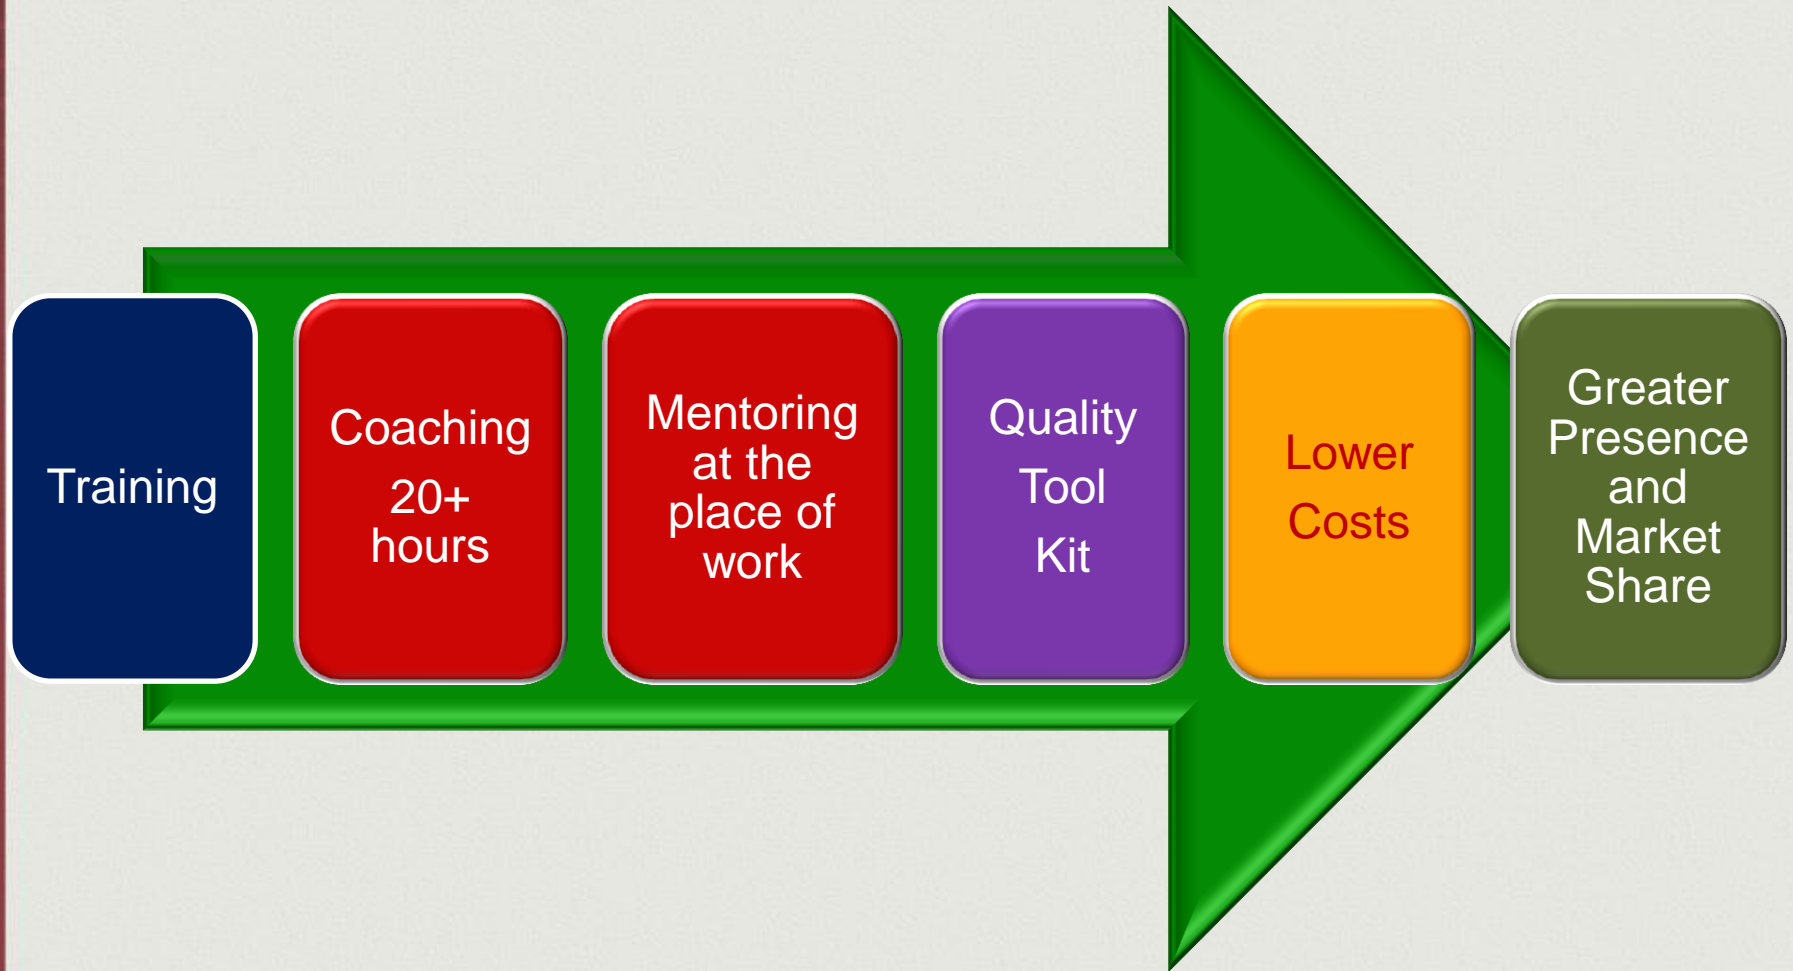 Training
Coaching
20+
hours
Mentoring
at the
place of
work
Quality
Tool
Kit
Lower
Costs
Greater
Presence
and
Market
Share